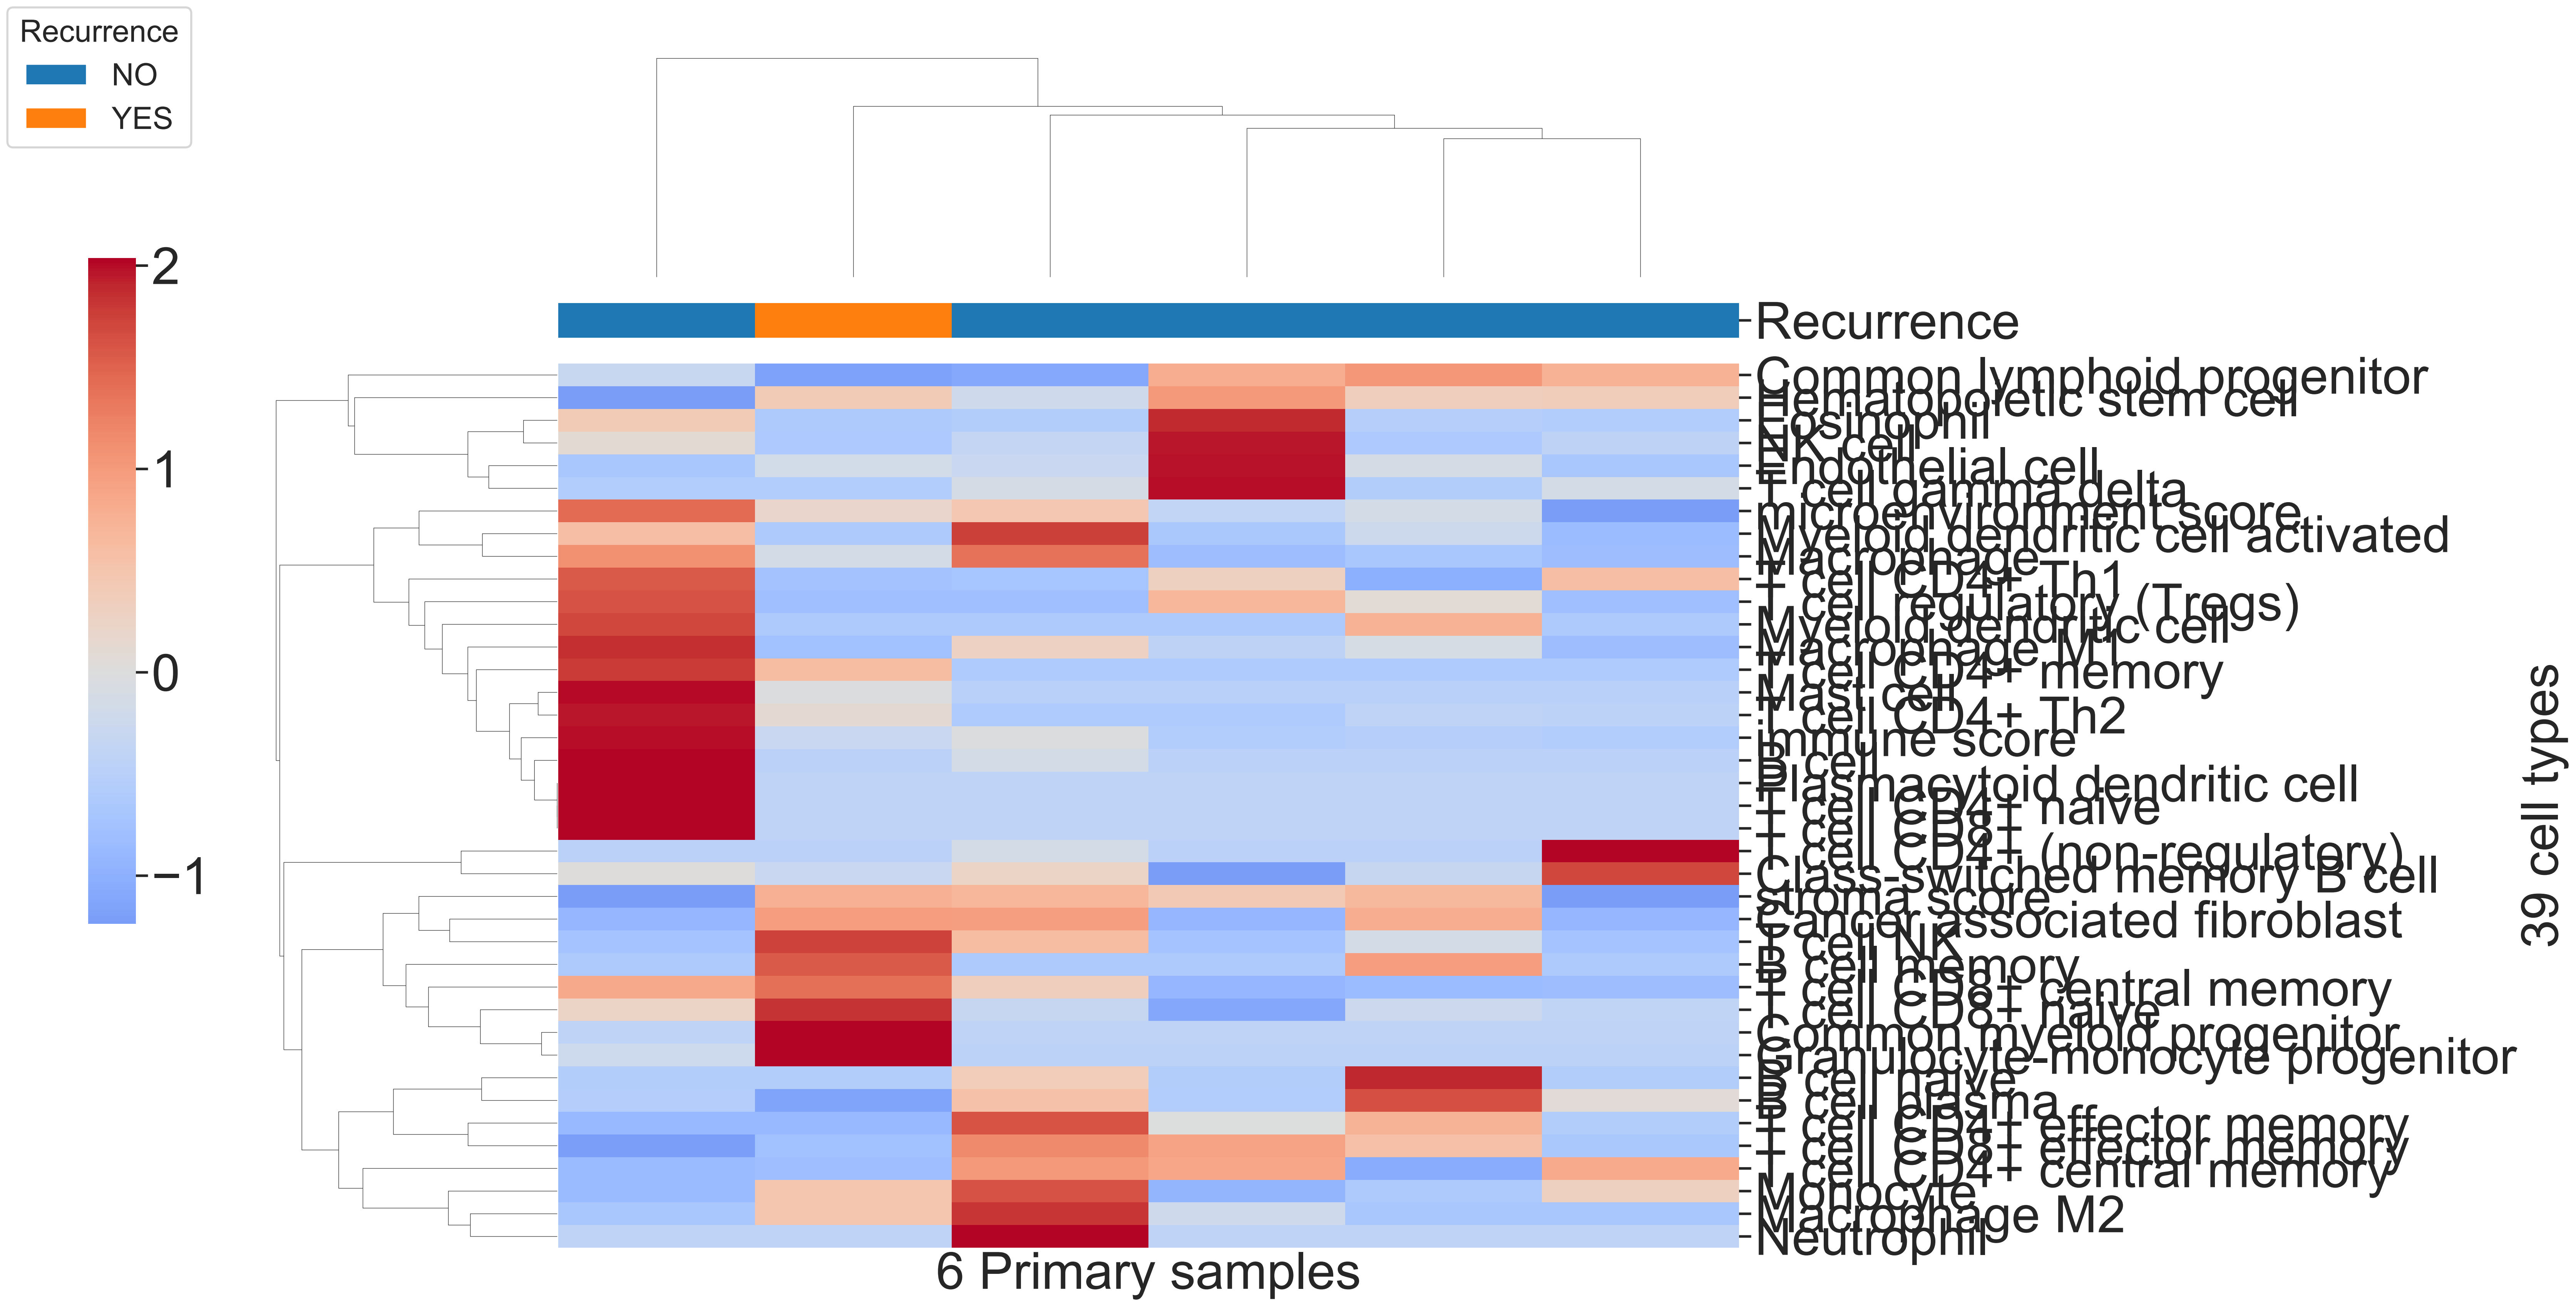 Recurrence
NO
YES
2
1
0
−1
Recurrence
Common lymphoid progenitor
Hematopoietic stem cell
Eosinophil
NK cell
Endothelial cell
T cell gamma delta
microenvironment score
Myeloid dendritic cell activated
Macrophage
T cell CD4+ Th1
T cell regulatory (Tregs)
Myeloid dendritic cell
Macrophage M1
T cell CD4+ memory
Mast cell
T cell CD4+ Th2
immune score
B cell
Plasmacytoid dendritic cell
T cell CD4+ naive
T cell CD8+
T cell CD4+ (non-regulatory)
Class-switched memory B cell
stroma score
Cancer associated fibroblast
T cell NK
B cell memory
T cell CD8+ central memory
T cell CD8+ naive
Common myeloid progenitor
Granulocyte-monocyte progenitor
B cell naive
B cell plasma
T cell CD4+ effector memory
T cell CD8+ effector memory
T cell CD4+ central memory
Monocyte
Macrophage M2
Neutrophil
39 cell types
6 Primary samples